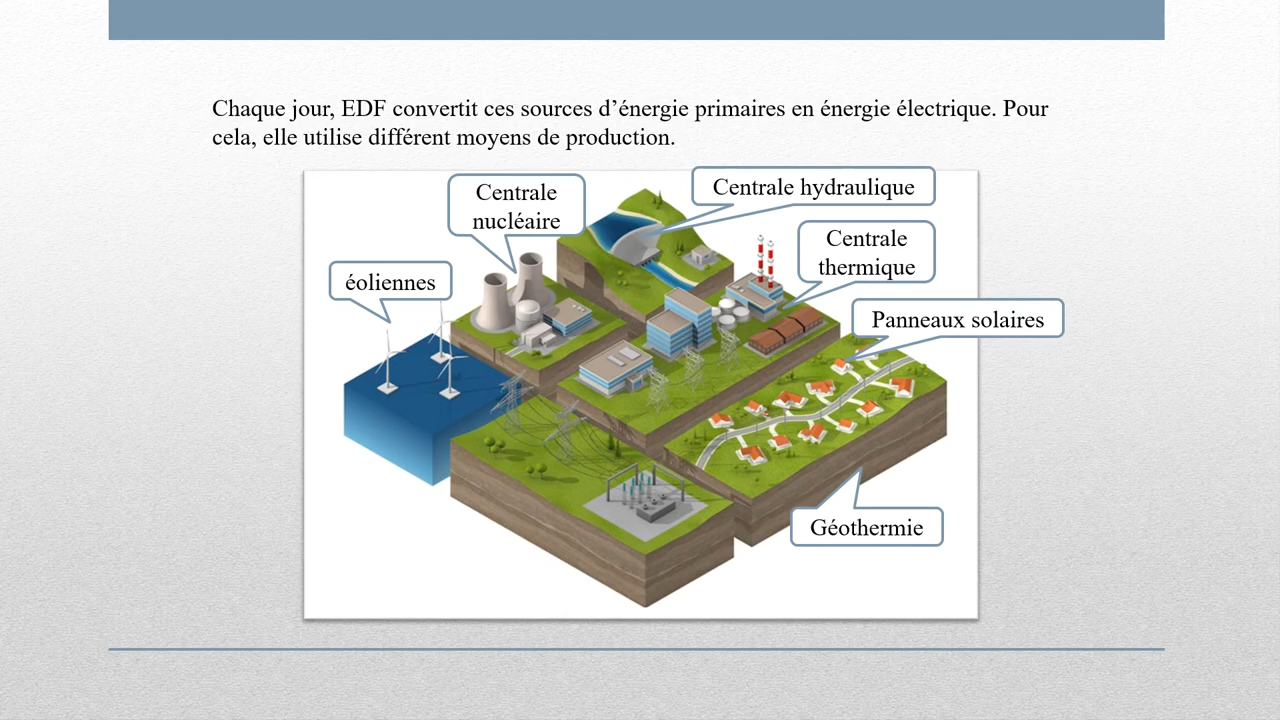 Chaque jour, EDF convertit ces sources d’énergie primaires en énergie électrique. Pour
cela, elle utilise différent moyens de production.
Centrale hydraulique
Centrale
nucléaire
Centrale
thermique
éoliennes
Panneaux solaires
Géothermie